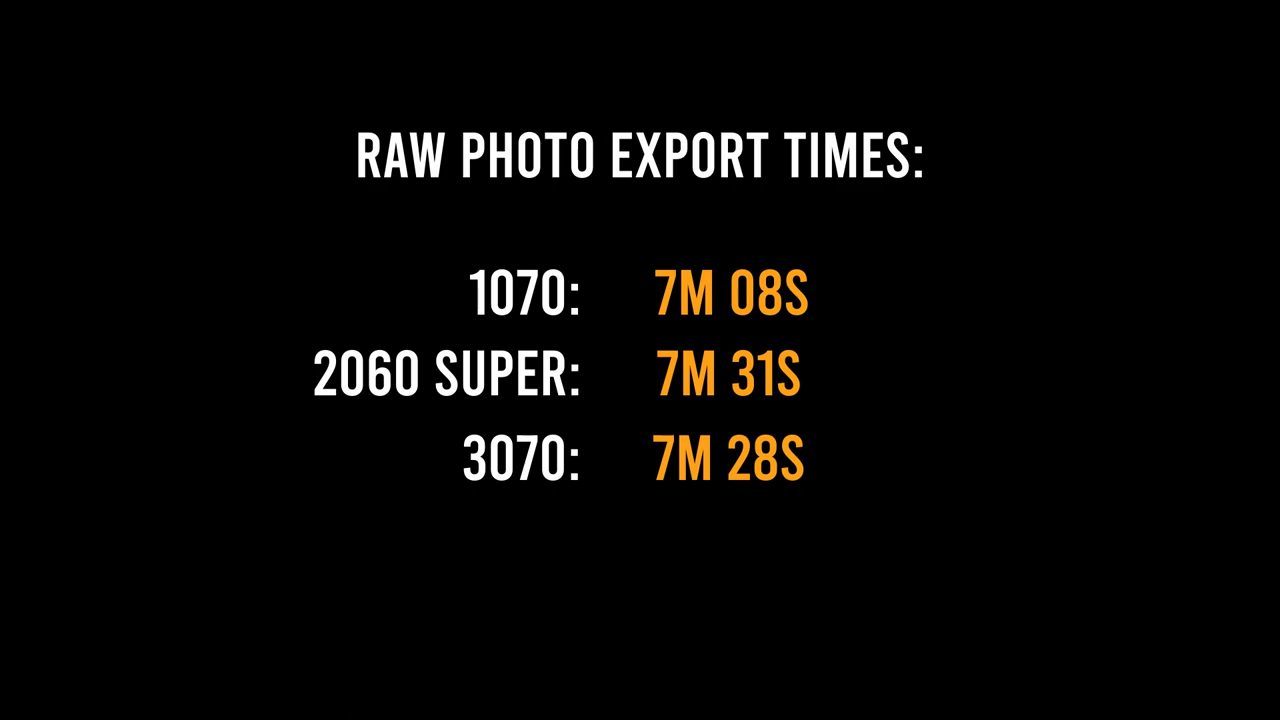 RAW PHOTO EXPORT TIMES:
1070: 7M 08S
2060 SUPER: 7M 31S
3070: 7M 28S